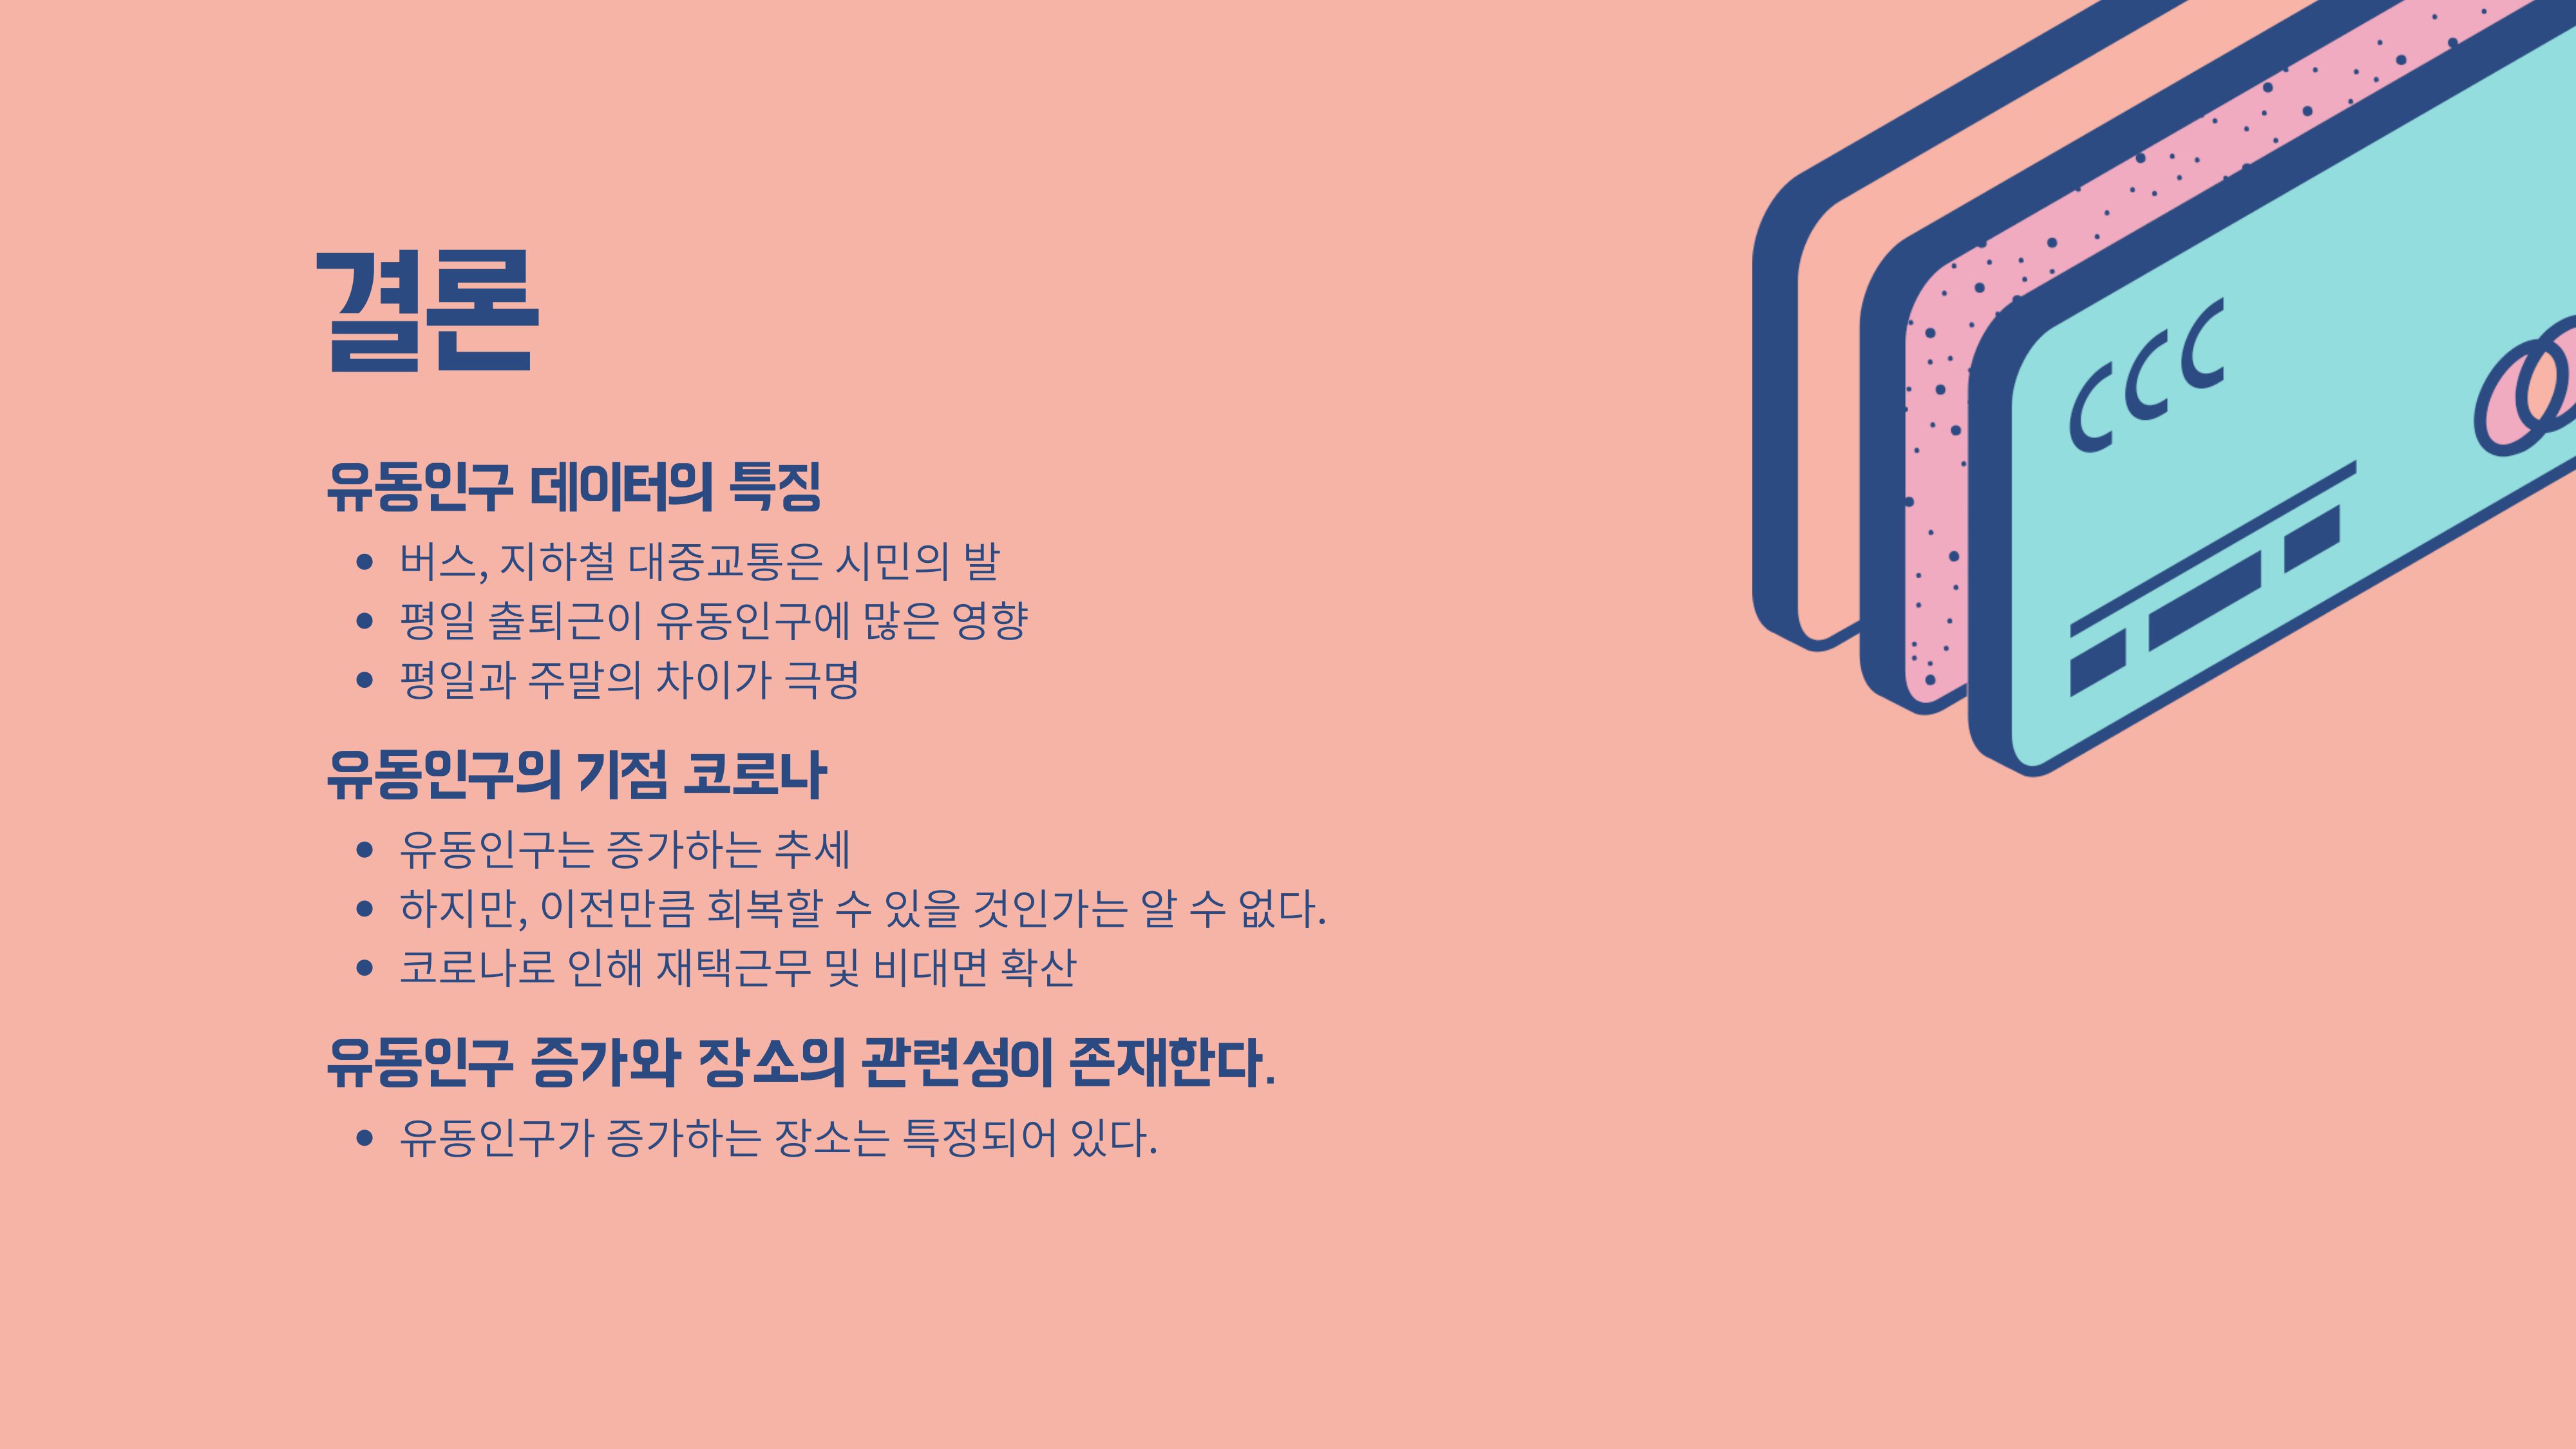 결론
유동인구 데이터의 특징
• 버스, 지하철 대중교통은 시민의 발
• 평일 출퇴근이 유동인구에 많은 영향
• 평일과 주말의 차이가 극명
유동인구의 기점 코로나
• 유동인구는 증가하는 추세
• 하지만, 이전만큼 회복할 수 있을 것인가는 알 수 없다.
• 코로나로 인해 재택근무 및 비대면 확산
유동인구 증가와 장소의 관련성이 존재한다.
• 유동인구가 증가하는 장소는 특정되어 있다.